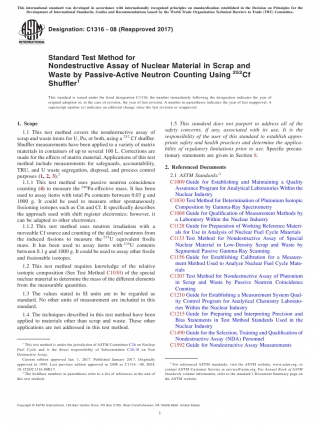 This international standard was developed in accordance with internationally recognized principles on standardization established in the Decision on Principles for the
Development of International Standards, Guides and Recommendations issued by the World Trade Organization Technical Barriers to Trade (TBT) Committee.
Designation: C1316 − 08 (Reapproved 2017)
Standard Test Method for
Nondestructive Assay of Nuclear Material in Scrap and
Waste by Passive-Active Neutron Counting Using 252Cf
Shuffler1
This standard is issued under the fixed designation C1316; the number immediately following the designation indicates the year of
original adoption or, in the case of revision, the year of last revision. A number in parentheses indicates the year of last reapproval. A
superscript epsilon (ε) indicates an editorial change since the last revision or reapproval.
1. Scope
1.1 This test method covers the nondestructive assay of
scrap and waste items for U, Pu, or both, using a 252Cf shuffler.
Shuffler measurements have been applied to a variety of matrix
materials in containers of up to several 100 L. Corrections are
made for the effects of matrix material. Applications of this test
method include measurements for safeguards, accountability,
TRU, and U waste segregation, disposal, and process control
purposes (1, 2, 3).2
1.1.1 This test method uses passive neutron coincidence
counting (4) to measure the 240Pu-effective mass. It has been
used to assay items with total Pu contents between 0.03 g and
1000 g. It could be used to measure other spontaneously
fissioning isotopes such as Cm and Cf. It specifically describes
the approach used with shift register electronics; however, it
can be adapted to other electronics.
1.1.2 This test method uses neutron irradiation with a
moveable Cf source and counting of the delayed neutrons from
the induced fissions to measure the 235U equivalent fissile
mass. It has been used to assay items with 235U contents
between 0.1 g and 1000 g. It could be used to assay other fissile
and fissionable isotopes.
1.2 This test method requires knowledge of the relative
isotopic composition (See Test Method C1030) of the special
nuclear material to determine the mass of the different elements
from the measurable quantities.
1.3 The values stated in SI units are to be regarded as
standard. No other units of measurement are included in this
standard.
1.4 The techniques described in this test method have been
applied to materials other than scrap and waste. These other
applications are not addressed in this test method.
1 This test method is under the jurisdiction of ASTM Committee C26 on Nuclear
Fuel Cycle and is the direct responsibility of Subcommittee C26.10 on Non
Destructive Assay.
Current edition approved Jan. 1, 2017. Published January 2017. Originally
approved in 1995. Last previous edition approved in 2008 as C1316 – 08. DOI:
10.1520/C1316-08R17.
2 The boldface numbers in parentheses refer to a list of references at the end of
this test method.
1.5 This standard does not purport to address all of the
safety concerns, if any, associated with its use. It is the
responsibility of the user of this standard to establish appro-
priate safety and health practices and determine the applica-
bility of regulatory limitations prior to use. Specific precau-
tionary statements are given in Section 8.
2. Referenced Documents
2.1 ASTM Standards:3
C1009 Guide for Establishing and Maintaining a Quality
Assurance Program for Analytical Laboratories Within the
Nuclear Industry
C1030 Test Method for Determination of Plutonium Isotopic
Composition by Gamma-Ray Spectrometry
C1068 Guide for Qualification of Measurement Methods by
a Laboratory Within the Nuclear Industry
C1128 Guide for Preparation of Working Reference Materi-
als for Use in Analysis of Nuclear Fuel Cycle Materials
C1133 Test Method for Nondestructive Assay of Special
Nuclear Material in Low-Density Scrap and Waste by
Segmented Passive Gamma-Ray Scanning
C1156 Guide for Establishing Calibration for a Measure-
ment Method Used to Analyze Nuclear Fuel Cycle Mate-
rials
C1207 Test Method for Nondestructive Assay of Plutonium
in Scrap and Waste by Passive Neutron Coincidence
Counting
C1210 Guide for Establishing a Measurement System Qual-
ity Control Program for Analytical Chemistry Laborato-
ries Within the Nuclear Industry
C1215 Guide for Preparing and Interpreting Precision and
Bias Statements in Test Method Standards Used in the
Nuclear Industry
C1490 Guide for the Selection, Training and Qualification of
Nondestructive Assay (NDA) Personnel
C1592 Guide for Nondestructive Assay Measurements
3 For referenced ASTM standards, visit the ASTM website, www.astm.org, or
contact ASTM Customer Service at service@astm.org. For Annual Book of ASTM
Standards volume information, refer to the standard's Document Summary page on
the ASTM website.
Copyright © ASTM International, 100 Barr Harbor Drive, PO Box C700, West Conshohocken, PA 19428-2959. United States
1